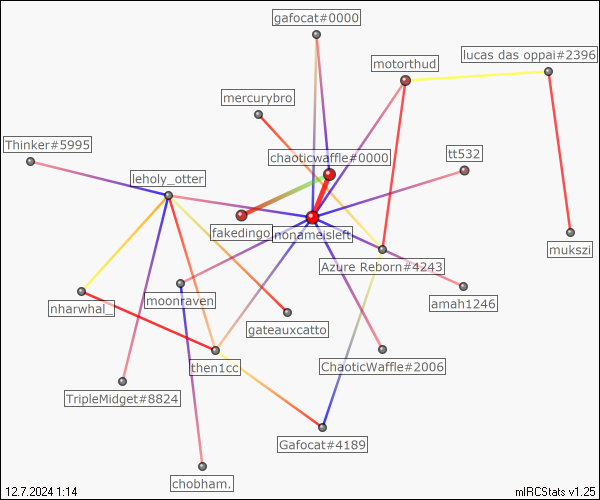 gafocat#0000
lucas das oppai#2396
motorthud
mercurybro
Thinker#5995
chaoticwaffle#0000
tt532
leholy_otter
fakedingo
nonameisleft
mukszi
Azure Reborn#4243
nharwhal_
moonraven
amah1246
gateauxcatto
then1cc
ChaoticWaffle#2006
TripleMidget#8824
Gafocat#4189
chobham.
12.7.2024 1:14
mIRCStats v1.25